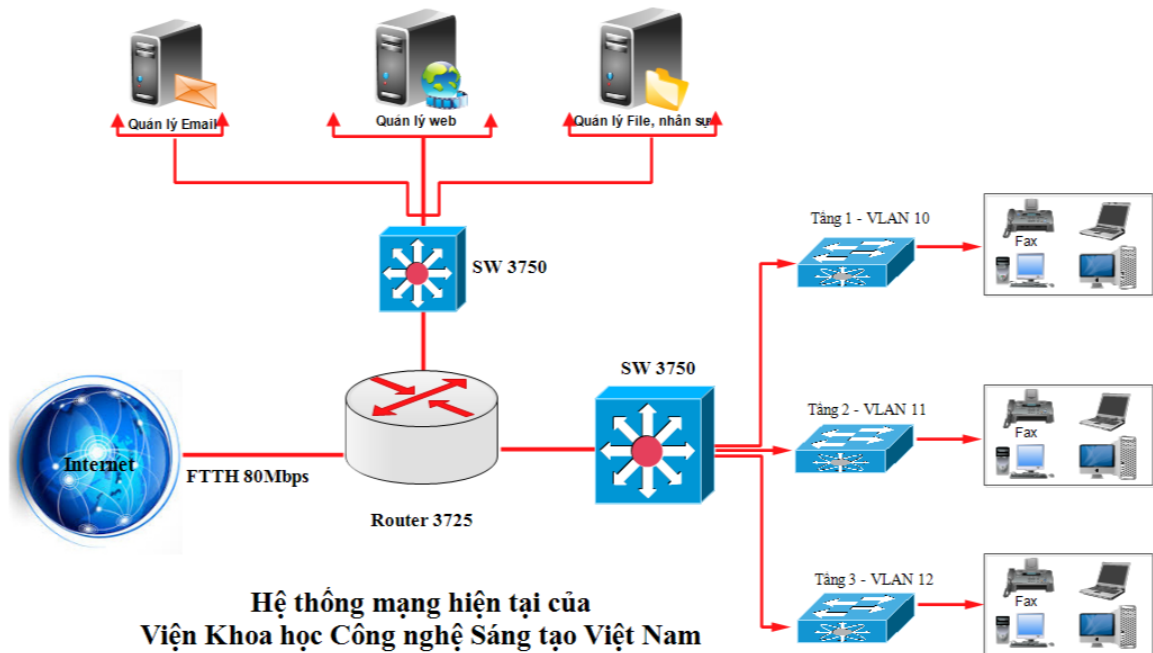 Quản lý Email
Quản lý web
Quản lý File, nhân sự
SW 3750
Tầng 1 - VLAN 10
Fax
SW 3750
Tầng 2 - VLAN 11
Fax
Internet
FTTH 80Mbps
Router 3725
Tầng 3 - VLAN 12
Fax
Hệ thống mạng hiện tại của
Viện Khoa học Công nghệ Sáng tạo Việt Nam